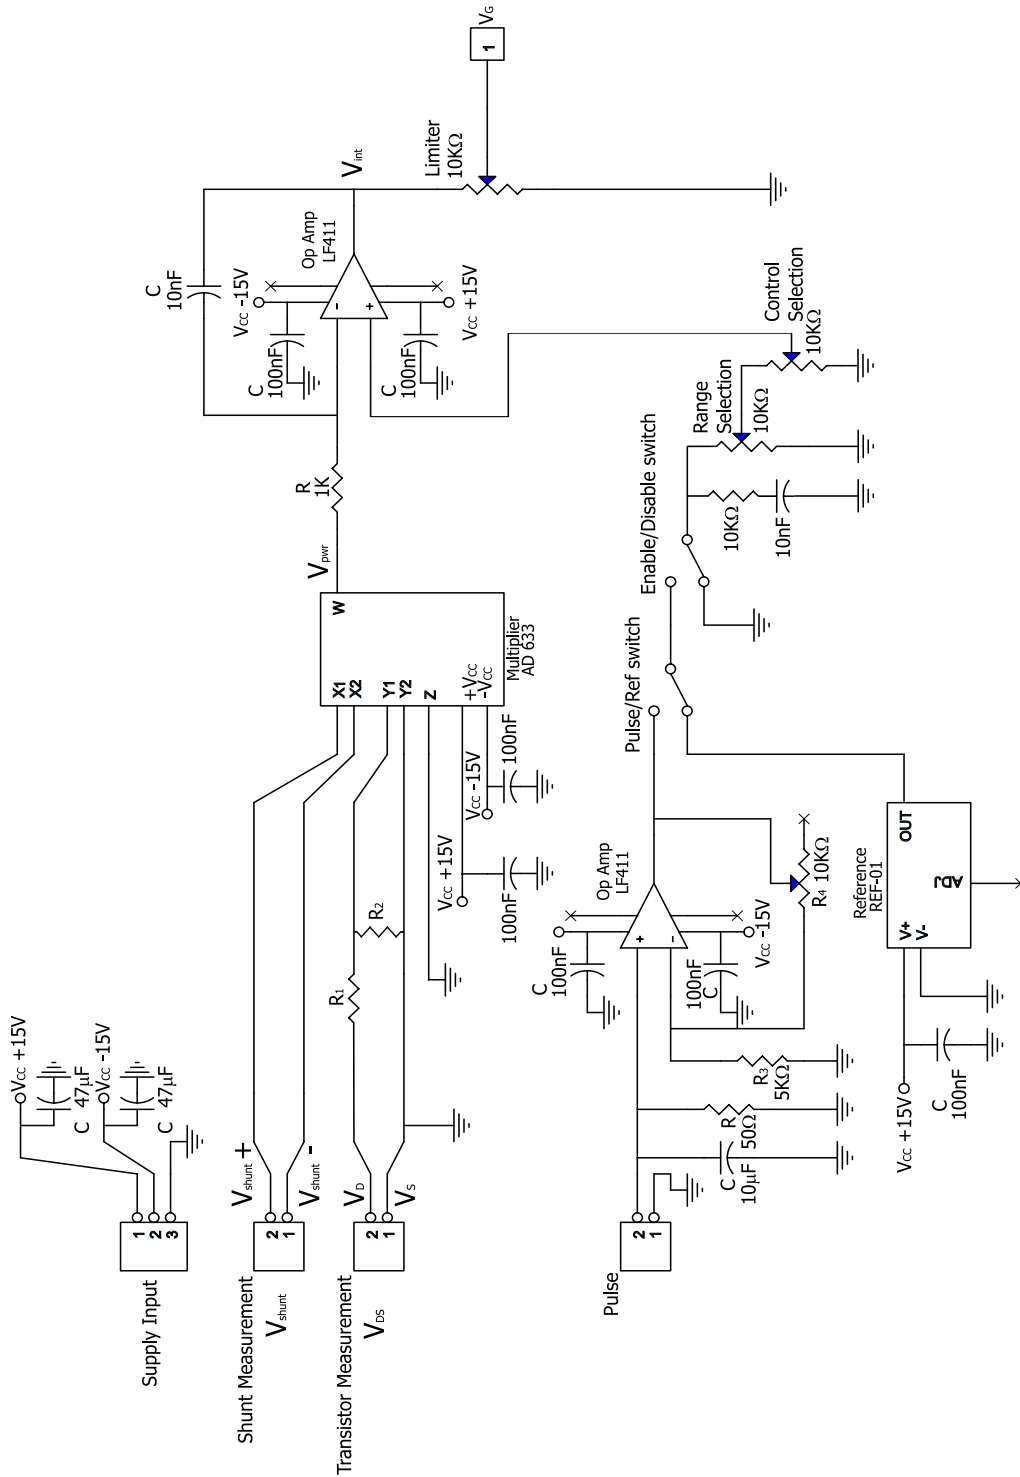 Supply Input
1
2
3
Vcc +15V
C 47µF
Vcc -15V
C 47µF
Shunt Measurement
Vshunt
2
1
Vshunt +
Vshunt -
Transistor Measurement
VDS
2
1
VD
VS
R1
R2
X1
X2
Y1
Y2
Z
+Vcc
-Vcc
W
Multiplier
AD 633
Vcc +15V
100nF
Vcc -15V
100nF
Vpwr
R
1K
C
10nF
Vcc -15V
C
100nF
C
100nF
Vcc +15V
-
+
Op Amp
LF411
Vint
Limiter
10KΩ
1
VG
Pulse
2
1
C
10µF
R
50Ω
R3
5KΩ
C
100nF
100nF
C
+
-
Vcc -15V
Op Amp
LF411
R4 10KΩ
Pulse/Ref switch
Enable/Disable switch
10KΩ
10nF
Range
Selection
10KΩ
Control
Selection
10KΩ
Vcc +15V
C
100nF
V+
V-
OUT
ADJ
Reference
REF-01